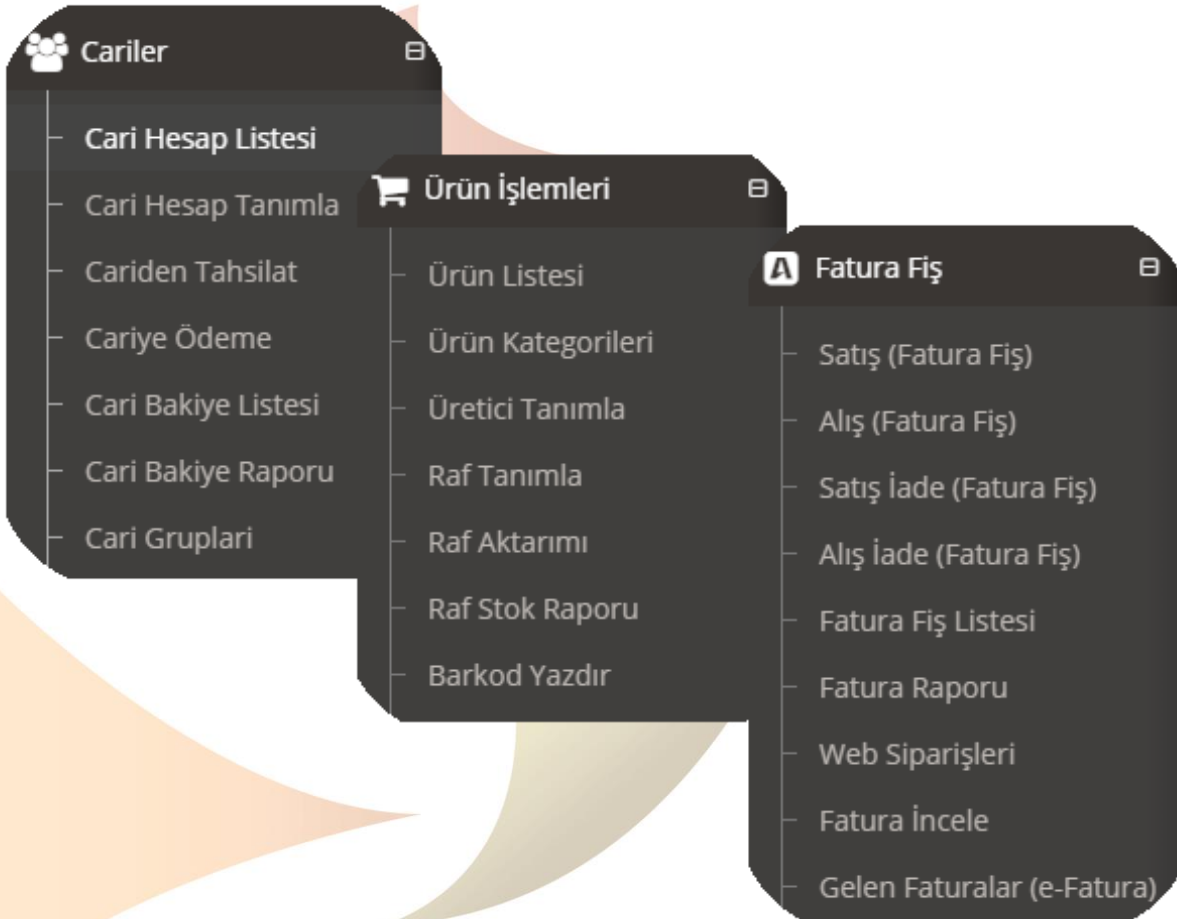 Cariler
Cari Hesap Listesi
Cari Hesap Tanımla
Cariden Tahsilat
Cariye Ödeme
Cari Bakiye Listesi
Cari Bakiye Raporu
Cari Gruplari
Ürün İşlemleri
Ürün Listesi
Ürün Kategorileri
Üretici Tanımla
Raf Tanımla
Raf Aktarımı
Raf Stok Raporu
Barkod Yazdır
A Fatura Fiş
Satış (Fatura Fiş)
Alış (Fatura Fiş)
Satış İade (Fatura Fiş)
Alış İade (Fatura Fiş)
Fatura Fiş Listesi
Fatura Raporu
Web Siparişleri
Fatura İncele
Gelen Faturalar (e-Fatura)